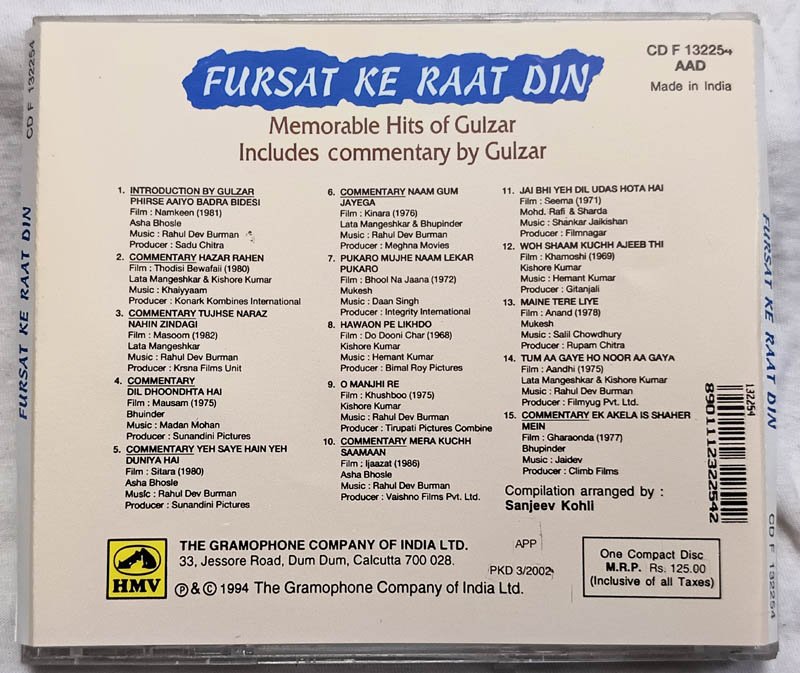 FURSAT KE RAAT DIN
CD F 132254
AAD
Made in India
Memorable Hits of Gulzar
Includes commentary by Gulzar
1. INTRODUCTION BY GULZAR
PHIRSE AAIYO BADRA BIDESI
Film : Namkeen (1981)
Asha Bhosle
Music : Rahul Dev Burman
Producer : Sadu Chitra
2. COMMENTARY HAZAR RAHEN
Film : Thodisi Bewafaii (1980)
Lata Mangeshkar & Kishore Kumar
Music : Khaiyyaam
Producer : Konark Kombines International
3. COMMENTARY TUJHSE NARAZ
NAHIN ZINDAGI
Film : Masoom (1982)
Lata Mangeshkar
Music : Rahul Dev Burman
Producer : Krsna Films Unit
4. COMMENTARY
DIL DHOONDHTA HAI
Film : Mausam (1975)
Bhuinder
Music : Madan Mohan
Producer : Sunandini Pictures
5. COMMENTARY YEH SAYE HAIN YEH
DUNIYA HAI
Film : Sitara (1980)
Asha Bhosle
Music : Rahul Dev Burman
Producer : Sunandini Pictures
6. COMMENTARY NAAM GUM
JAYEGA
Film : Kinara (1976)
Lata Mangeshkar & Bhupinder
Music : Rahul Dev Burman
Producer : Meghna Movies
7. PUKARO MUJHE NAAM LEKAR
PUKARO
Film : Bhool Na Jaana (1972)
Mukesh
Music : Daan Singh
Producer : Integrity International
8. HAWAON PE LIKHDO
Film : Do Dooni Char (1968)
Kishore Kumar
Music : Hemant Kumar
Producer : Bimal Roy Pictures
9. O MANJHI RE
Film : Khushboo (1975)
Kishore Kumar
Music : Rahul Dev Burman
Producer : Tirupati Pictures Combine
10. COMMENTARY MERA KUCHH
SAAMAAN
Film : Ijaazat (1986)
Asha Bhosle
Music : Rahul Dev Burman
Producer : Vaishno Films Pvt. Ltd.
11. JAI BHI YEH DIL UDAS HOTA HAI
Film : Seema (1971)
Mohd. Rafi & Sharda
Music : Shankar Jaikishan
Producer : Filmnagar
12. WOH SHAAM KUCHH AJEEB THI
Film : Khamoshi (1969)
Kishore Kumar
Music : Hemant Kumar
Producer : Gitanjali
13. MAINE TERE LIYE
Film : Anand (1978)
Mukesh
Music : Salil Chowdhury
Producer : Rupam Chitra
14. TUM AA GAYE HO NOOR AA GAYA
Film : Aandhi (1975)
Lata Mangeshkar & Kishore Kumar
Music : Rahul Dev Burman
Producer : Filmyug Pvt. Ltd.
15. COMMENTARY EK AKELA IS SHAHER
MEIN
Film : Gharaonda (1977)
Bhupinder
Music : Jaidev
Producer : Climb Films
Compilation arranged by :
Sanjeev Kohli
132254
8901112322542
HMV
THE GRAMOPHONE COMPANY OF INDIA LTD.
33, Jessore Road, Dum Dum, Calcutta 700 028.
℗ & © 1994 The Gramophone Company of India Ltd.
APP
PKD 3/2002
One Compact Disc
M.R.P. Rs. 125.00
(Inclusive of all Taxes)
CD F 132254
FURSAT KE RAAT DIN
FURSAT KE RAAT DIN
CD F 132254